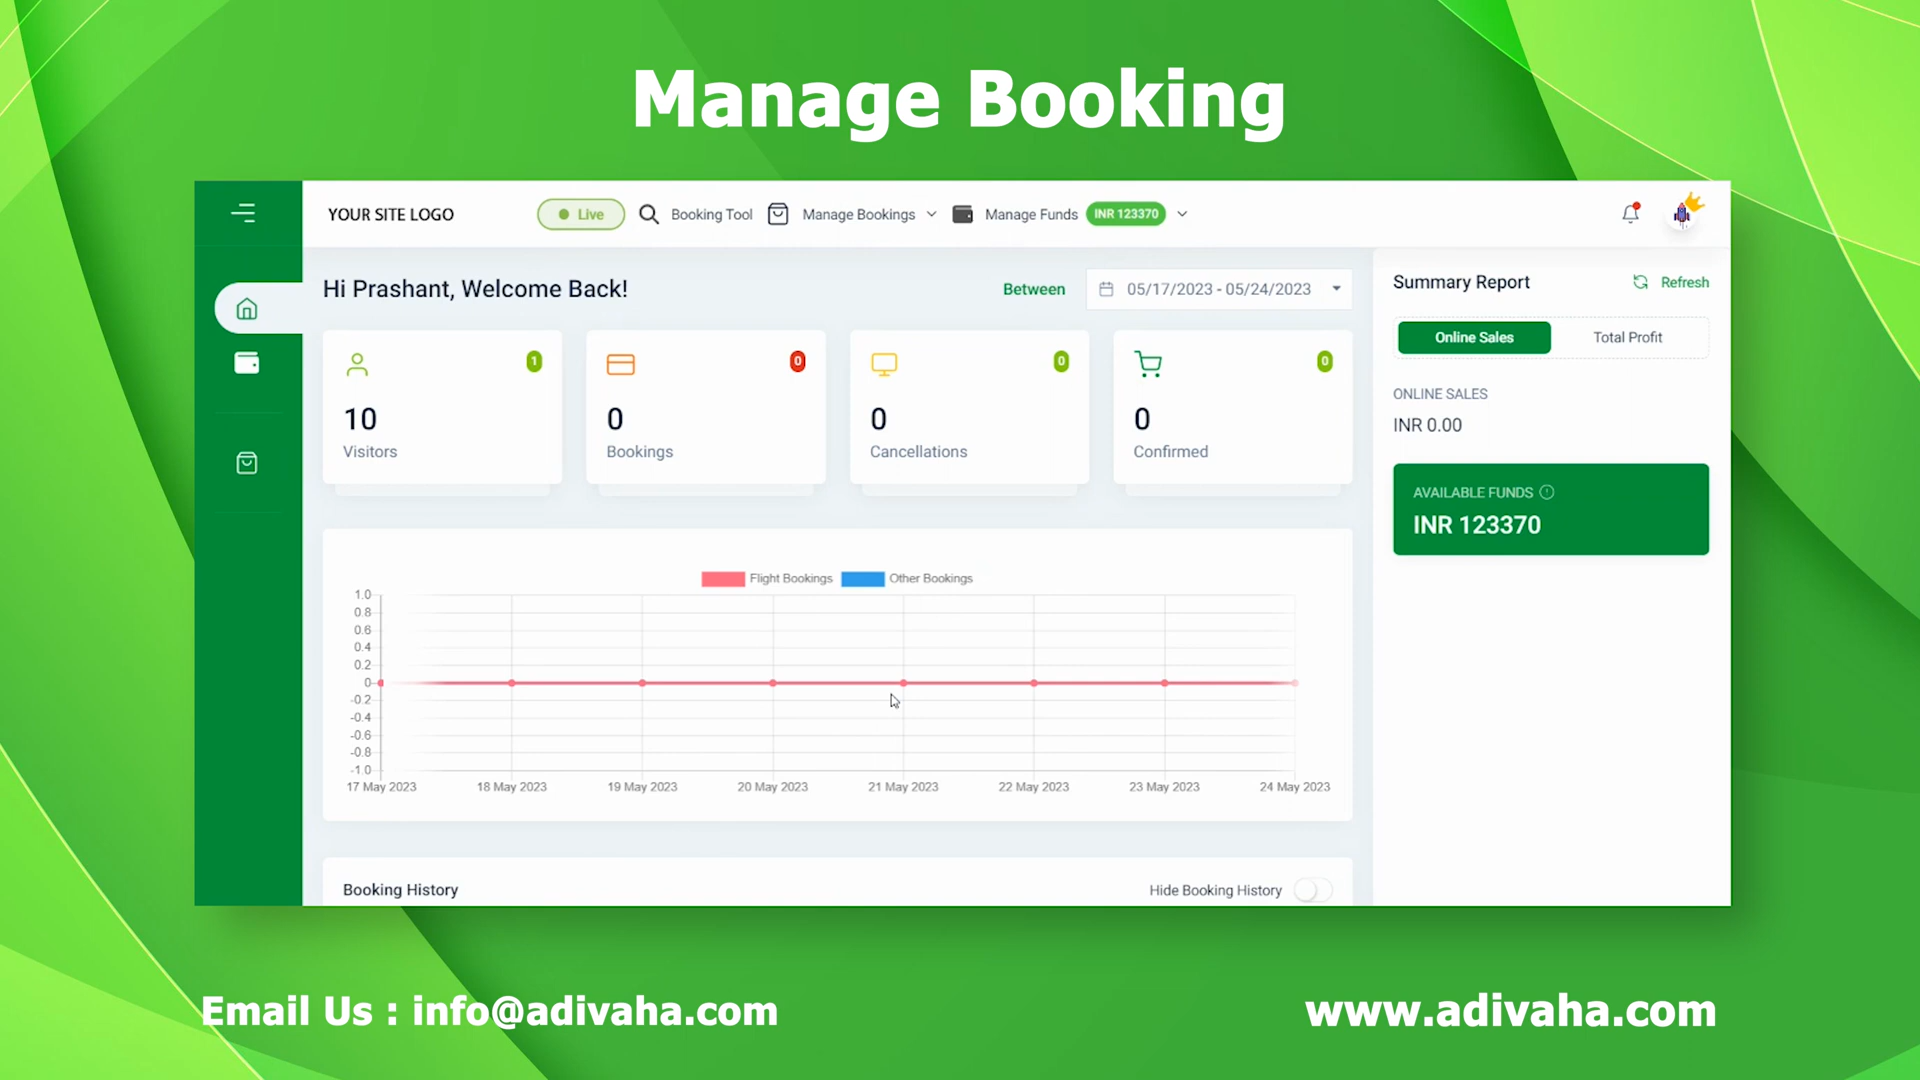 Manage Booking
YOUR SITE LOGO
Live
Booking Tool
Manage Bookings
Manage Funds
INR 123370
Hi Prashant, Welcome Back!
Between
05/17/2023 - 05/24/2023
Summary Report
Refresh
Online Sales
Total Profit
1
10
Visitors
0
0
Bookings
0
0
Cancellations
0
0
Confirmed
ONLINE SALES
INR 0.00
AVAILABLE FUNDS
INR 123370
Flight Bookings
Other Bookings
1.0
0.8
0.6
0.4
0.2
0
-0.2
-0.4
-0.6
-0.8
-1.0
17 May 2023
18 May 2023
19 May 2023
20 May 2023
21 May 2023
22 May 2023
23 May 2023
24 May 2023
Booking History
Hide Booking History
Email Us : info@adivaha.com
www.adivaha.com